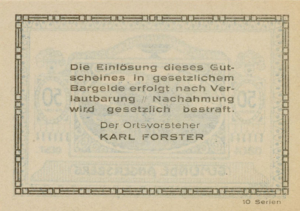 Die Einlösung dieses Gut-
scheines in gesetzlichem
Bargelde erfolgt nach Ver-
lautbarung Nachahmung
wird gesetzlich bestraft.
Der Ortsvorsteher
KARL FORSTER
10 Serien